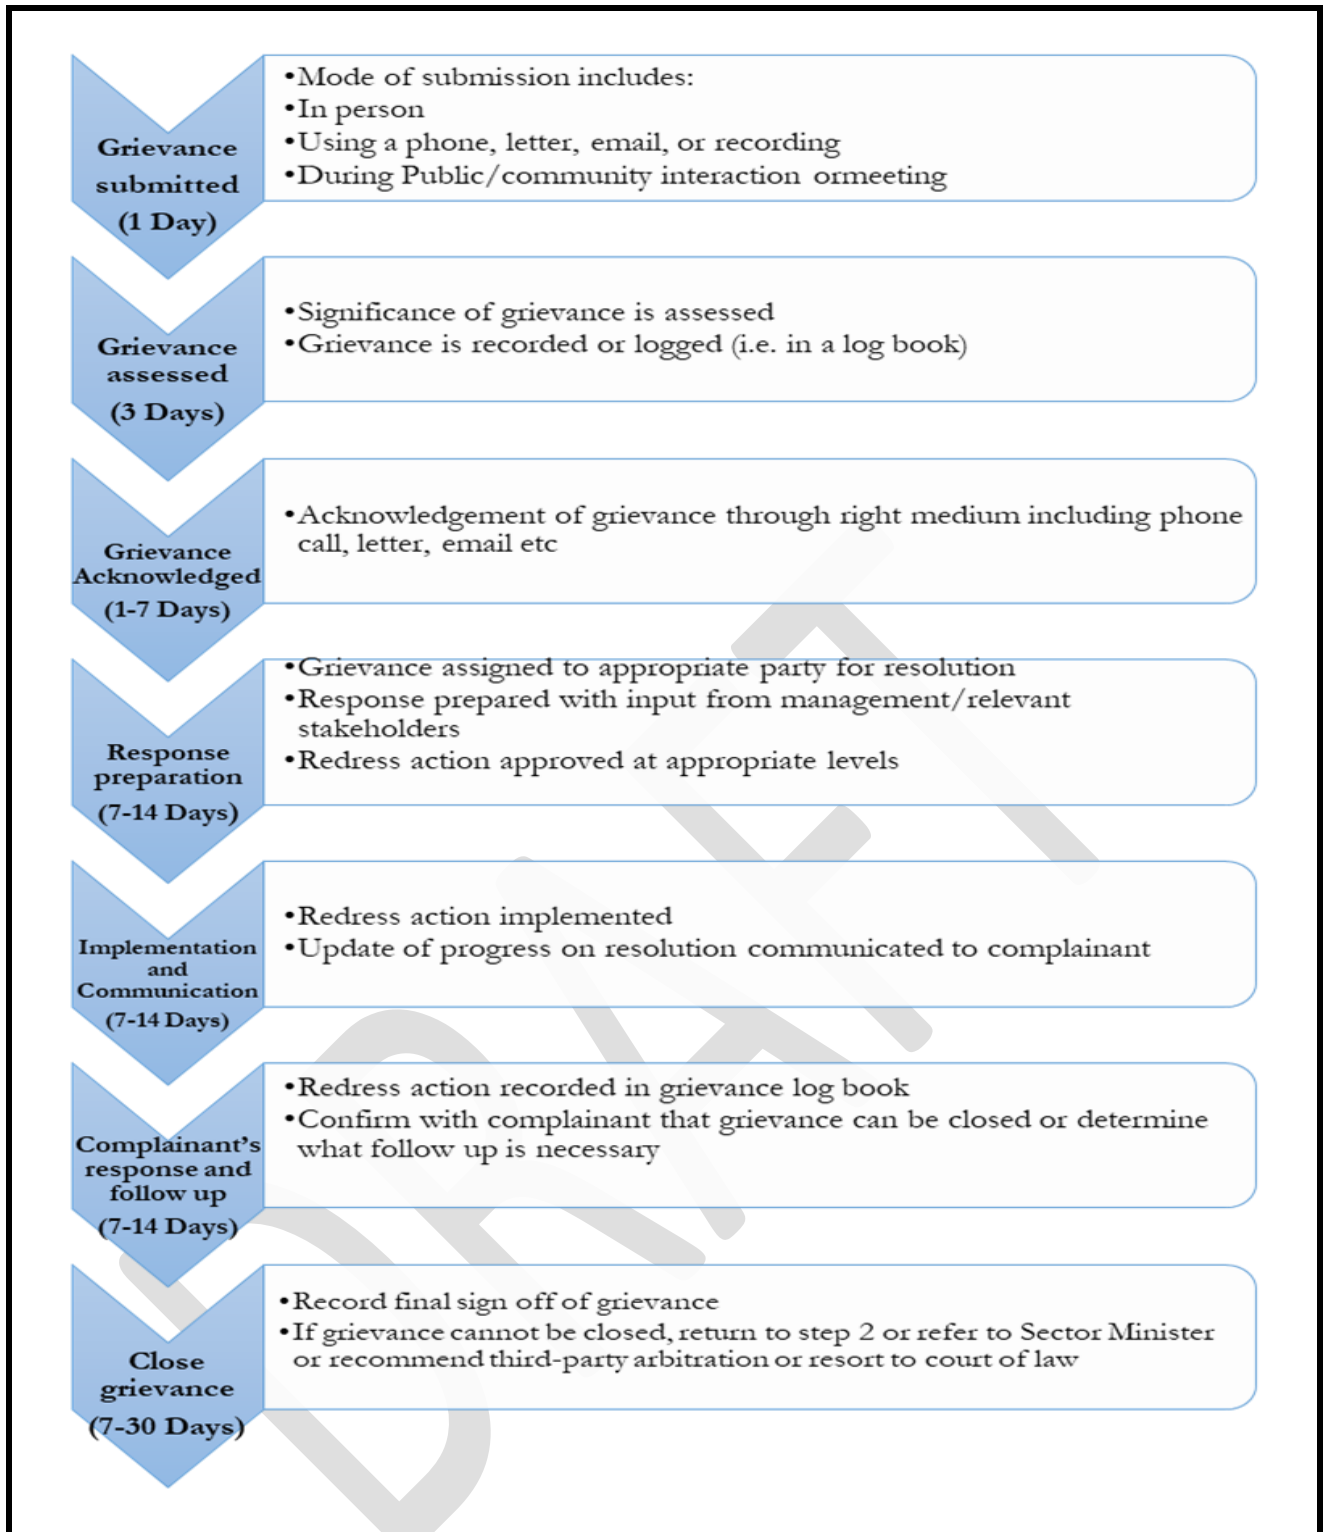 Grievance
submitted
(1 Day)
•Mode of submission includes:
•In person
•Using a phone, letter, email, or recording
•During Public/community interaction ormeeting
Grievance
assessed
(3 Days)
•Significance of grievance is assessed
•Grievance is recorded or logged (i.e. in a log book)
Grievance
Acknowledged
(1-7 Days)
•Acknowledgement of grievance through right medium including phone
call, letter, email etc
Response
preparation
(7-14 Days)
•Grievance assigned to appropriate party for resolution
•Response prepared with input from management/relevant
stakeholders
•Redress action approved at appropriate levels
Implementation
and
Communication
(7-14 Days)
•Redress action implemented
•Update of progress on resolution communicated to complainant
Complainant's
response and
follow up
(7-14 Days)
•Redress action recorded in grievance log book
•Confirm with complainant that grievance can be closed or determine
what follow up is necessary
Close
grievance
(7-30 Days)
•Record final sign off of grievance
•If grievance cannot be closed, return to step 2 or refer to Sector Minister
or recommend third-party arbitration or resort to court of law
DRAFT